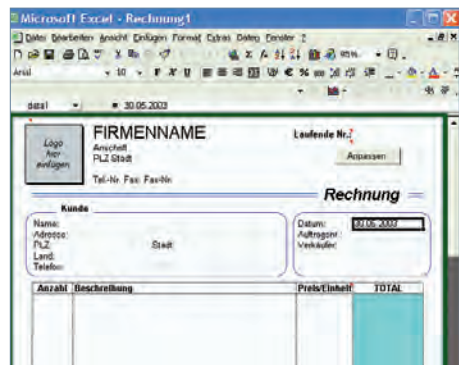 Microsoft Excel - Rechnung1
Datei Bearbeiten Ansicht Einfügen Format Extras Daten Fenster ?
Arial 10 F K U
30.05.2003
Logo hier einfügen
FIRMENNAME
Anschrift
PLZ Stadt
Tel.-Nr. Fax: Fax-Nr.
Laufende Nr.
Anpassen
Rechnung
Kunde
Name:
Adresse:
PLZ: Stadt
Land:
Telefon:
Datum: 30.05.2003
Auftragsnr.:
Verkäufer:
Anzahl Beschreibung Preis/Einheit TOTAL